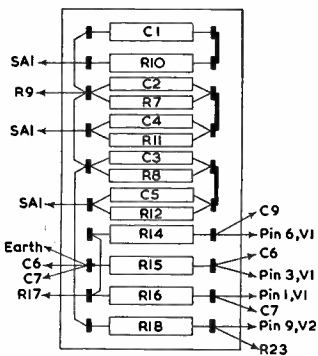 C1
SA1 R10
C2
R9
R7
C4
SA1
R11
C3
R8
C5
SA1
R12
C9
R14
Pin 6,V1
Earth
C6
C6
R15
C7
Pin 3,V1
R17
R16
Pin 1,V1
C7
R18
Pin 9,V2
R23